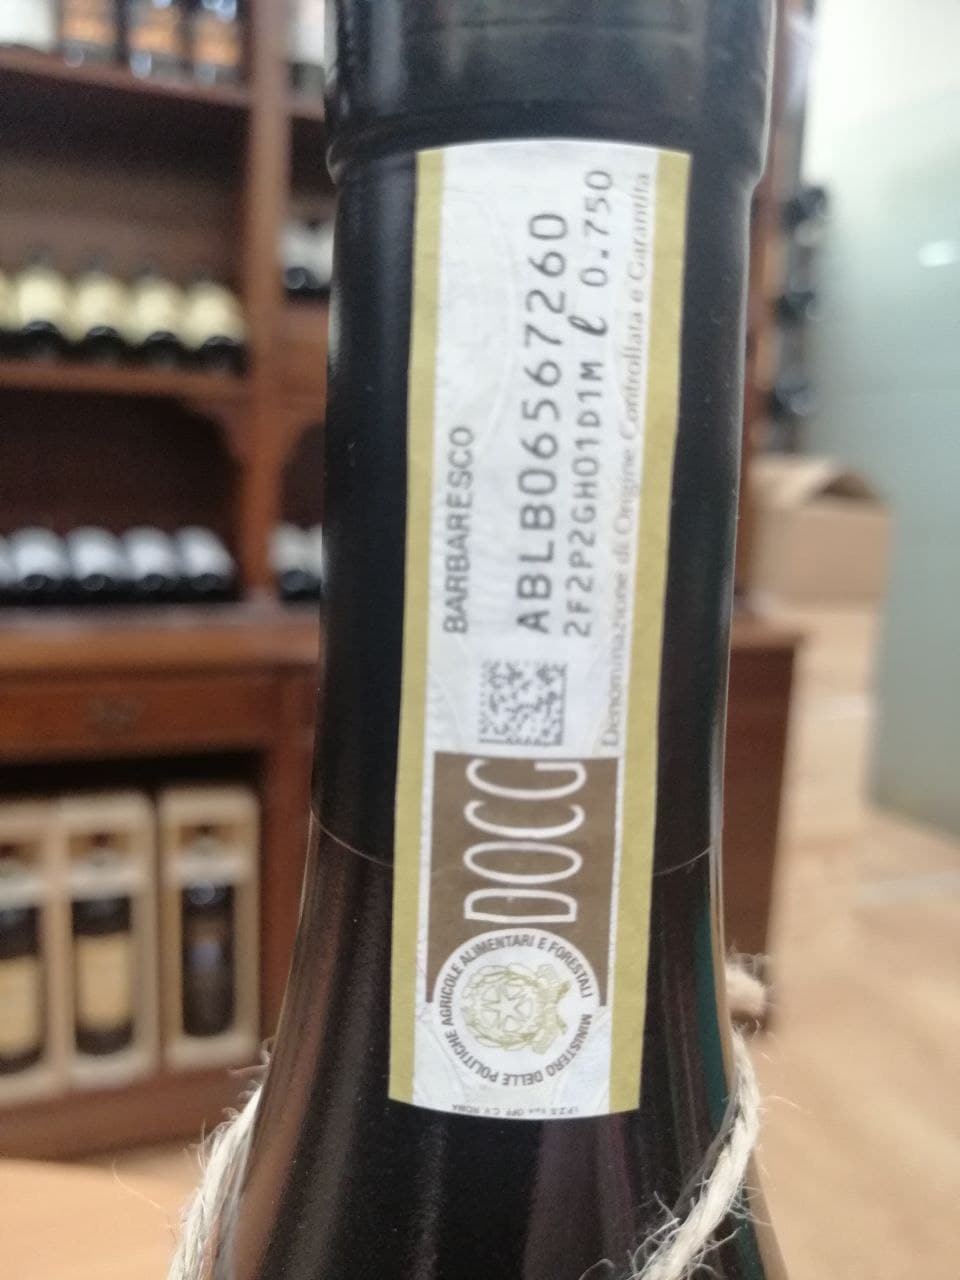 BARBARESCO
ABLB06567260
2F2P2GH01D1M ℓ 0.750
Denominazione di Origine Controllata e Garantita
DOCG
MINISTERO DELLE POLITICHE AGRICOLE ALIMENTARI E FORESTALI